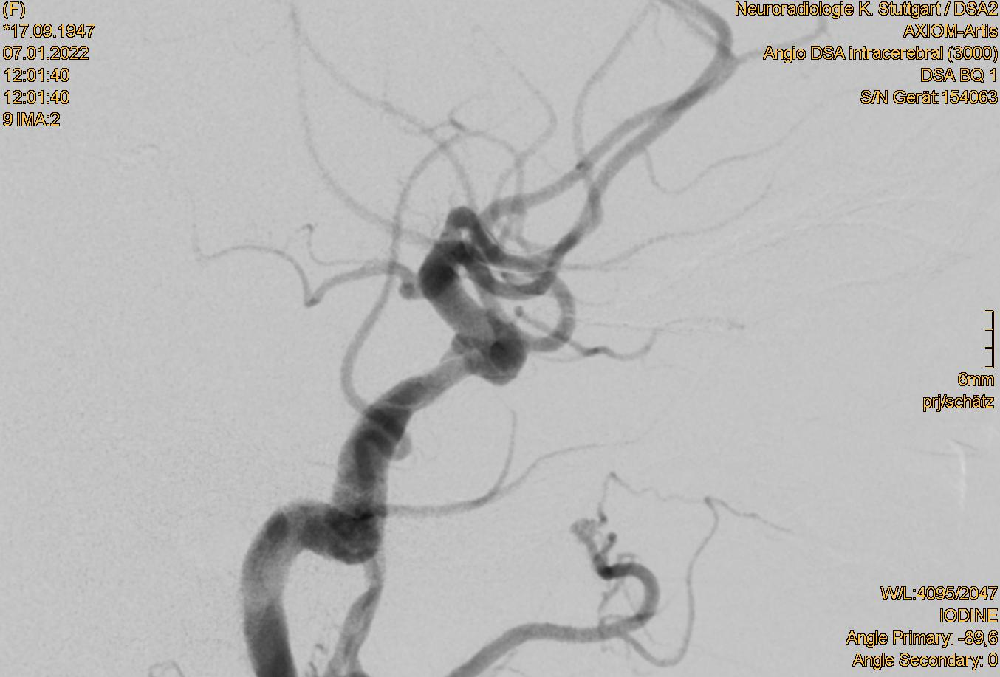 (F)
*17.09.1947
07.01.2022
12:01:40
12:01:40
9 IMA:2
Neuroradiologie K. Stuttgart / DSA2
AXIOM-Artis
Angio DSA intracerebral (3000)
DSA BQ 1
S/N Gerät:154063
6mm
prj/schätz
W/L:4095/2047
IODINE
Angle Primary: -89,6
Angle Secondary: 0